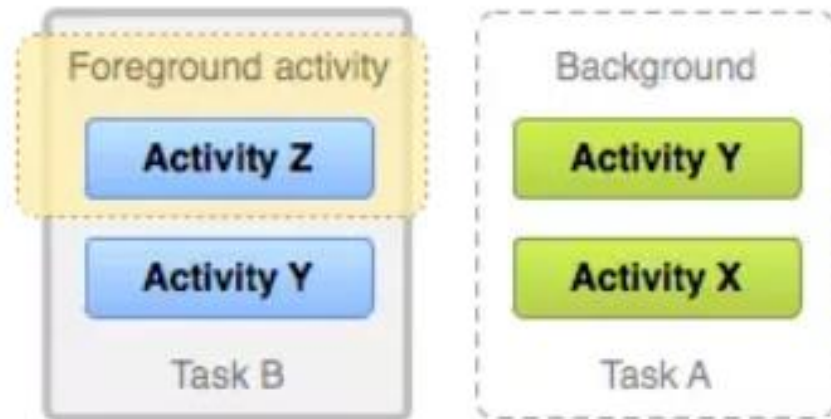 Foreground activity
Activity Z
Activity Y
Task B
Background
Activity Y
Activity X
Task A